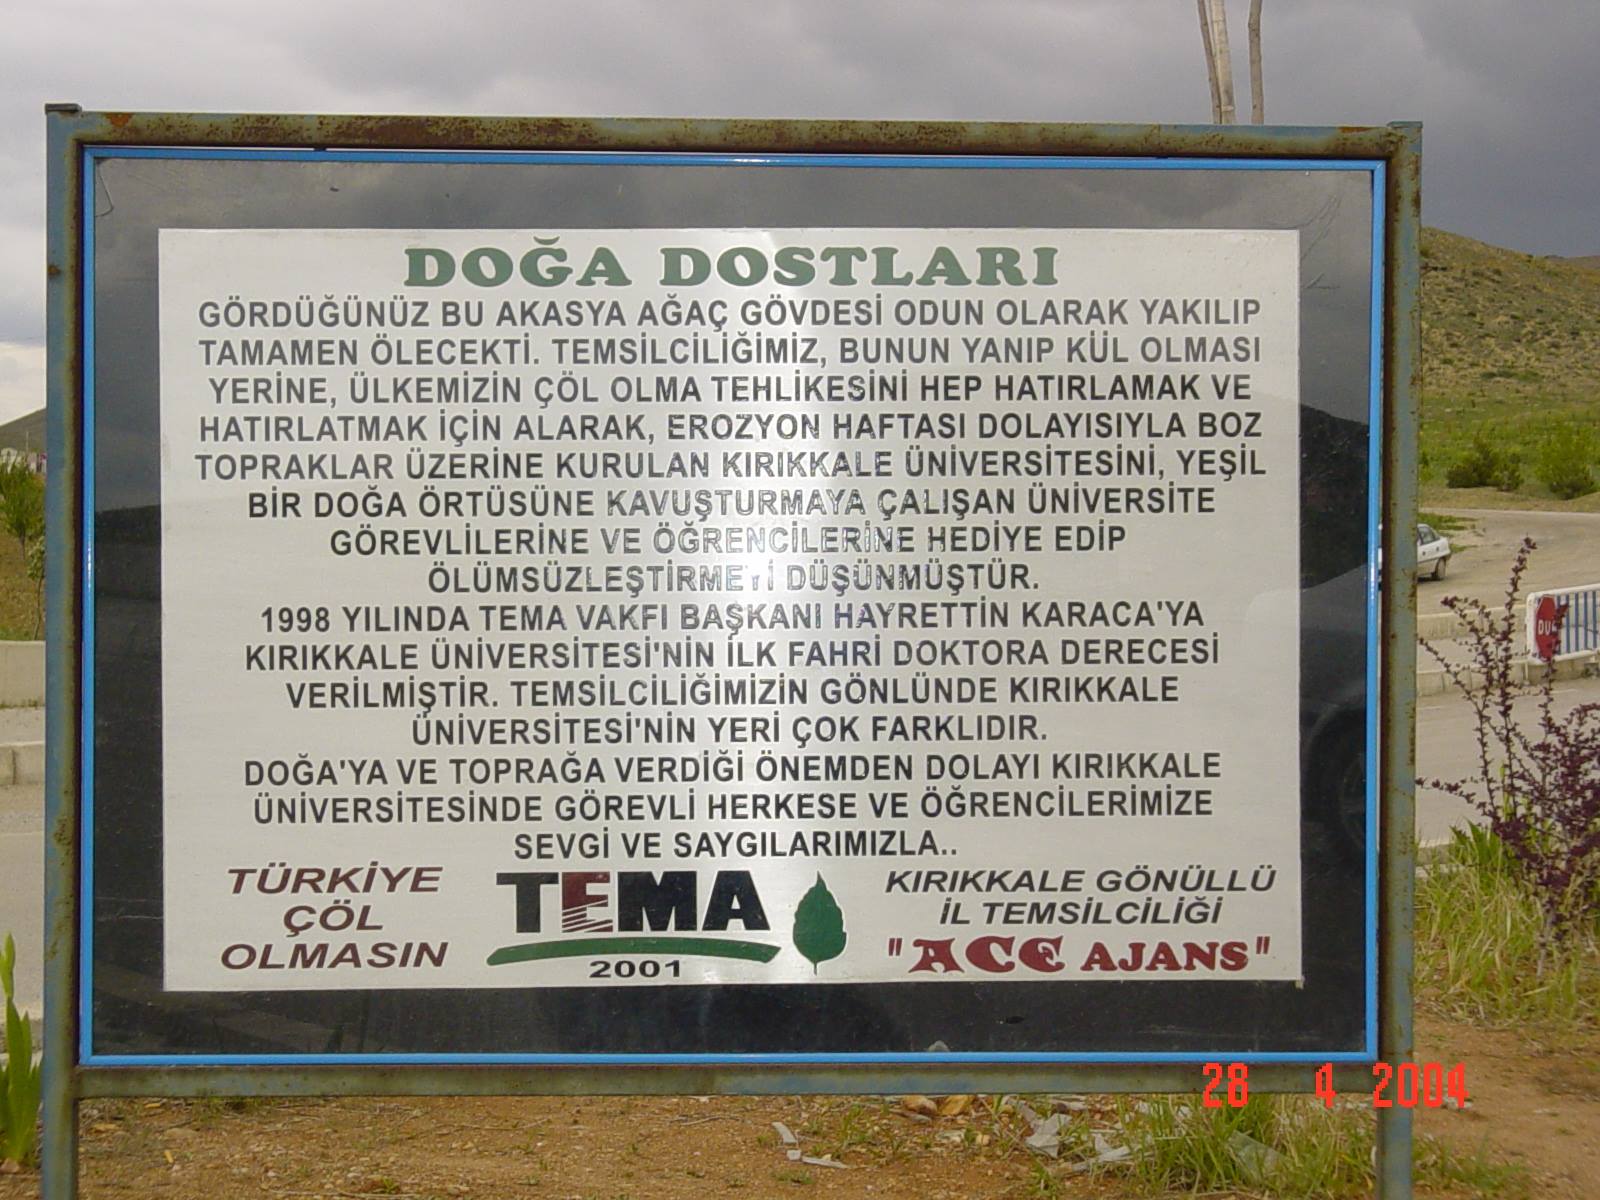 DOĞA DOSTLARI
GÖRDÜĞÜNÜZ BU AKASYA AĞAÇ GÖVDESİ ODUN OLARAK YAKILIP
TAMAMEN ÖLECEKTİ. TEMSİLCİLİĞİMİZ, BUNUN YANIP KÜL OLMASI
YERİNE, ÜLKEMİZİN ÇÖL OLMA TEHLİKESİNİ HEP HATIRLAMAK VE
HATIRLATMAK İÇİN ALARAK, EROZYON HAFTASI DOLAYISIYLA BOZ
TOPRAKLAR ÜZERİNE KURULAN KIRIKKALE ÜNİVERSİTESİNİ, YEŞİL
BİR DOĞA ÖRTÜSÜNE KAVUŞTURMAYA ÇALIŞAN ÜNİVERSİTE
GÖREVLİLERİNE VE ÖĞRENCİLERİNE HEDİYE EDİP
ÖLÜMSÜZLEŞTİRMEYİ DÜŞÜNMÜŞTÜR.
1998 YILINDA TEMA VAKFI BAŞKANI HAYRETTİN KARACA'YA
KIRIKKALE ÜNİVERSİTESİ'NİN İLK FAHRİ DOKTORA DERECESİ
VERİLMİŞTİR. TEMSİLCİLİĞİMİZİN GÖNLÜNDE KIRIKKALE
ÜNİVERSİTESİ'NİN YERİ ÇOK FARKLIDIR.
DOĞA'YA VE TOPRAĞA VERDİĞİ ÖNEMDEN DOLAYI KIRIKKALE
ÜNİVERSİTESİNDE GÖREVLİ HERKESE VE ÖĞRENCİLERİMİZE
SEVGİ VE SAYGILARIMIZLA..
TÜRKİYE
ÇÖL
OLMASIN
TEMA
2001
KIRIKKALE GÖNÜLLÜ
İL TEMSİLCİLİĞİ
"ACE AJANS"
28 4 2004